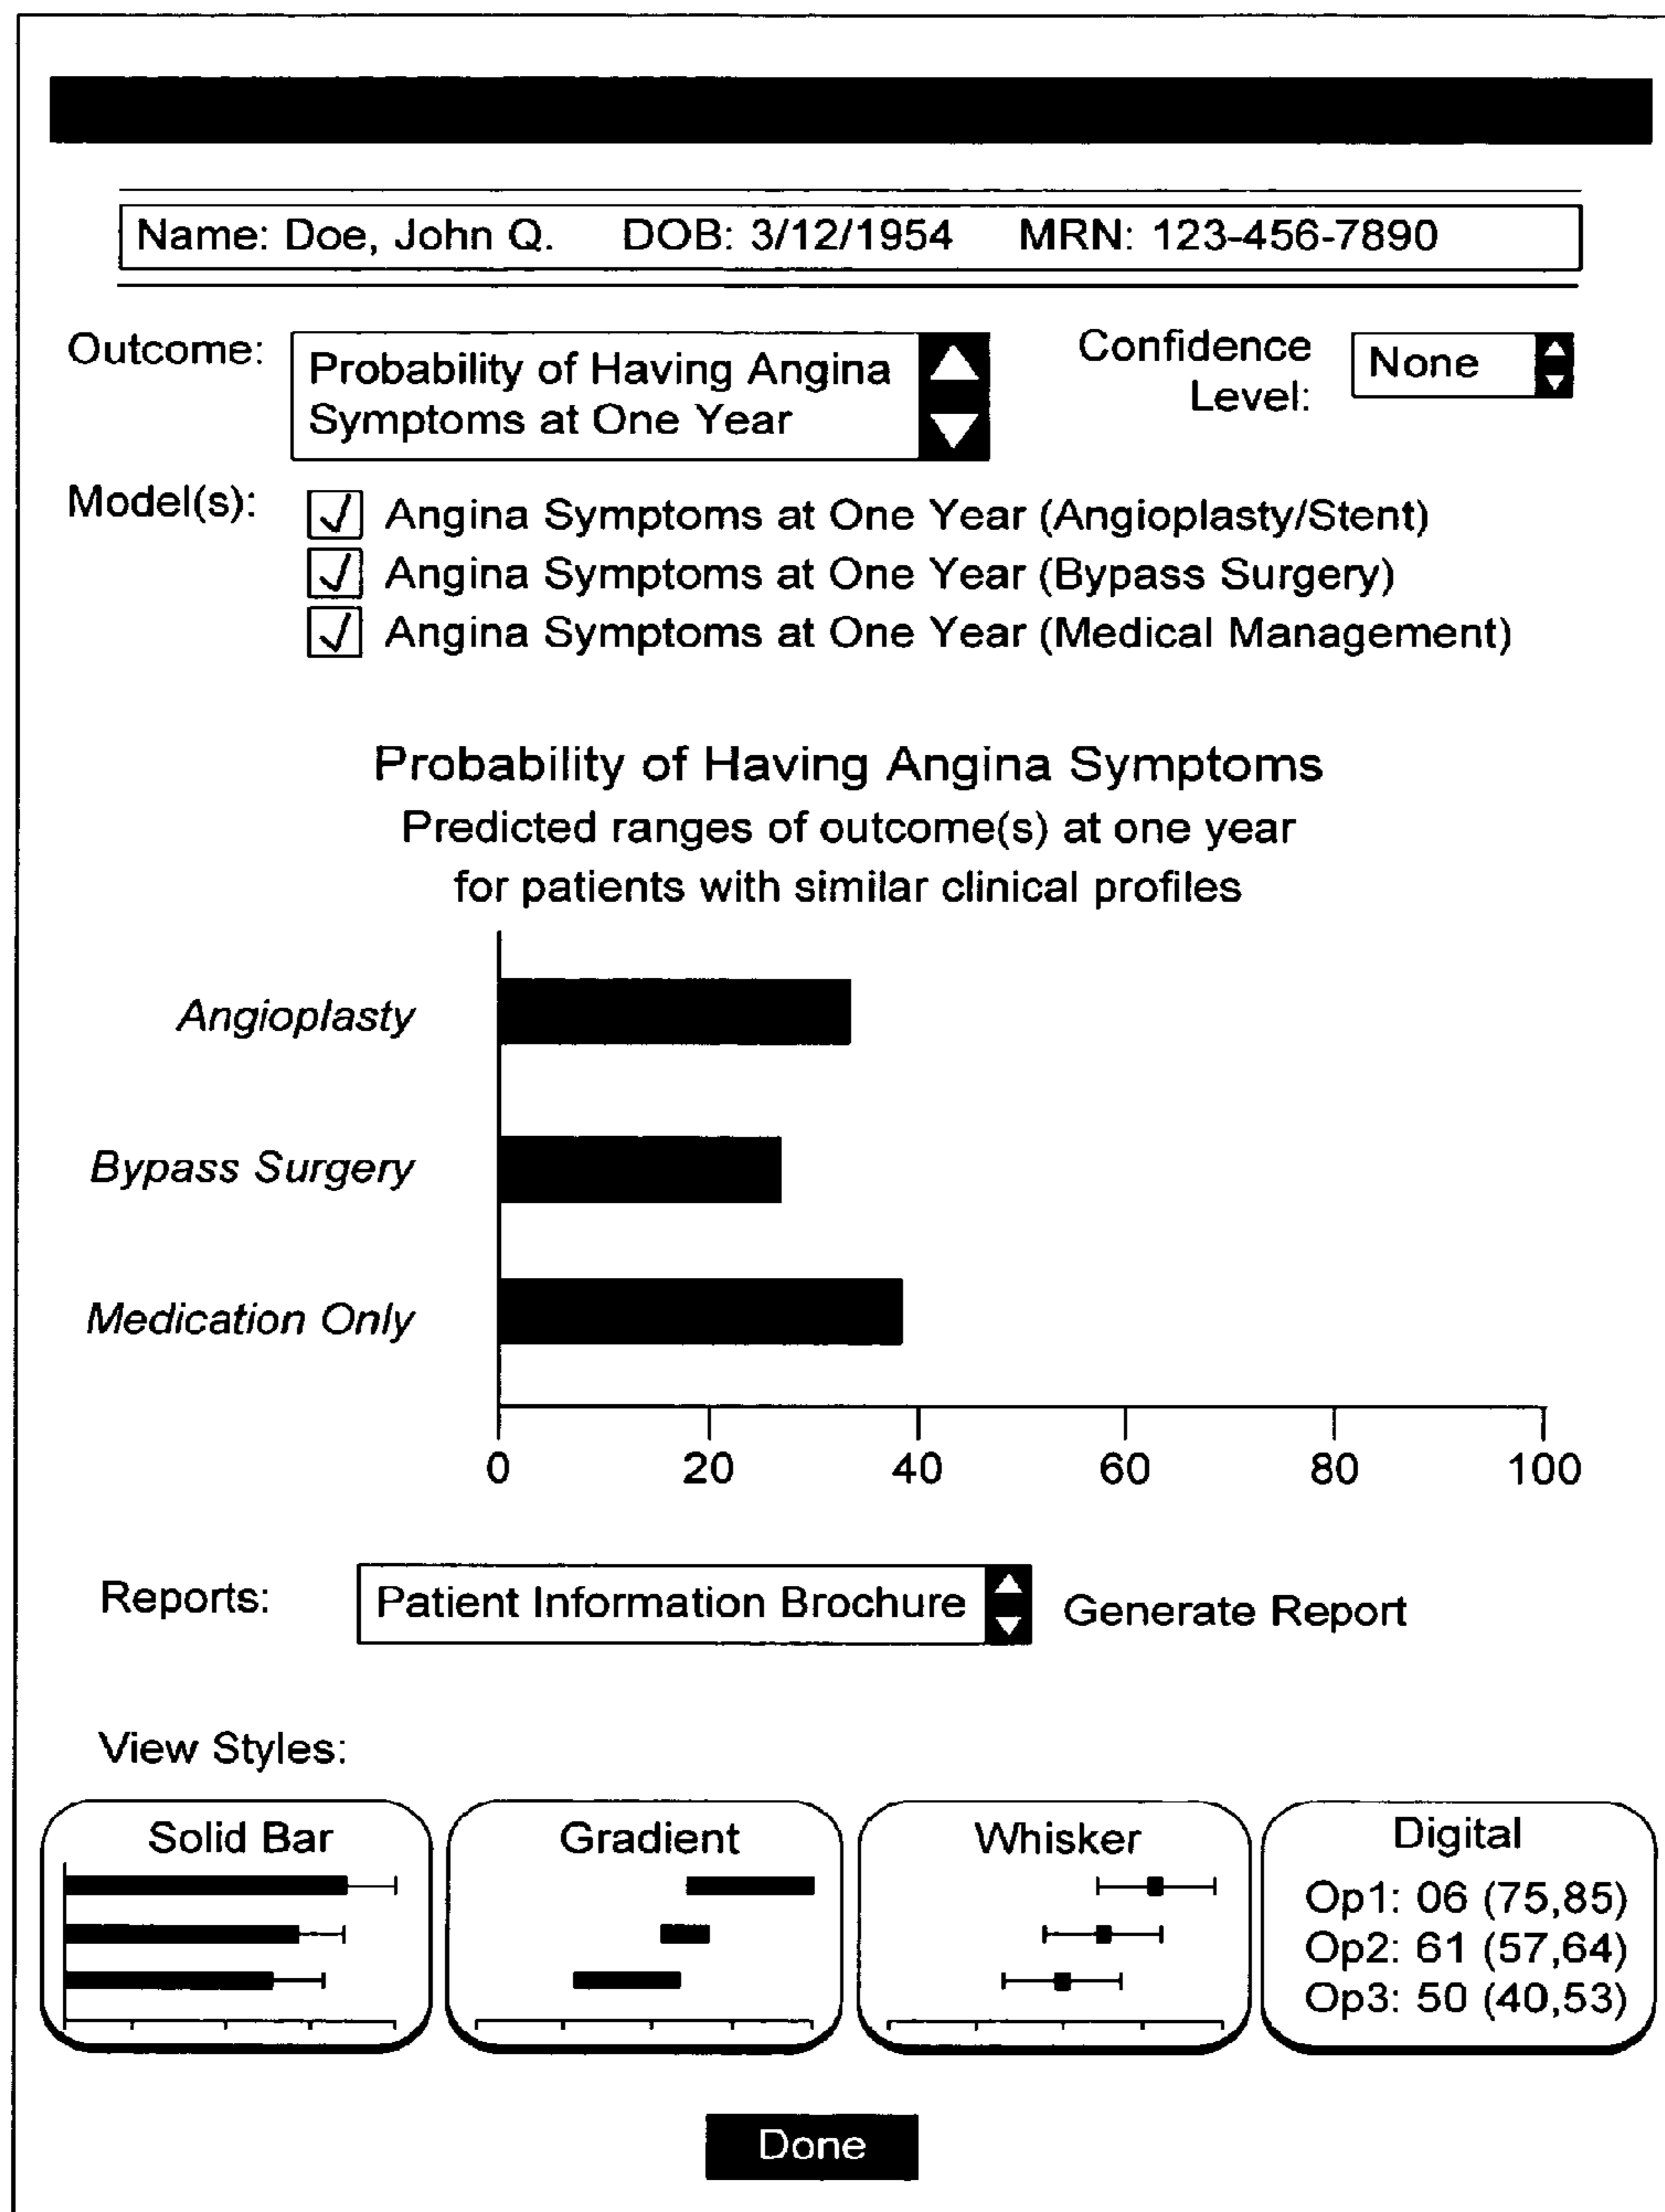 Name: Doe, John Q. DOB: 3/12/1954 MRN: 123-456-7890
Outcome:
Probability of Having Angina
Symptoms at One Year
Confidence
Level:
None
Model(s):
Angina Symptoms at One Year (Angioplasty/Stent)
Angina Symptoms at One Year (Bypass Surgery)
Angina Symptoms at One Year (Medical Management)
Probability of Having Angina Symptoms
Predicted ranges of outcome(s) at one year
for patients with similar clinical profiles
Angioplasty
Bypass Surgery
Medication Only
0 20 40 60 80 100
Reports:
Patient Information Brochure
Generate Report
View Styles:
Solid Bar
Gradient
Whisker
Digital
Op1: 06 (75,85)
Op2: 61 (57,64)
Op3: 50 (40,53)
Done